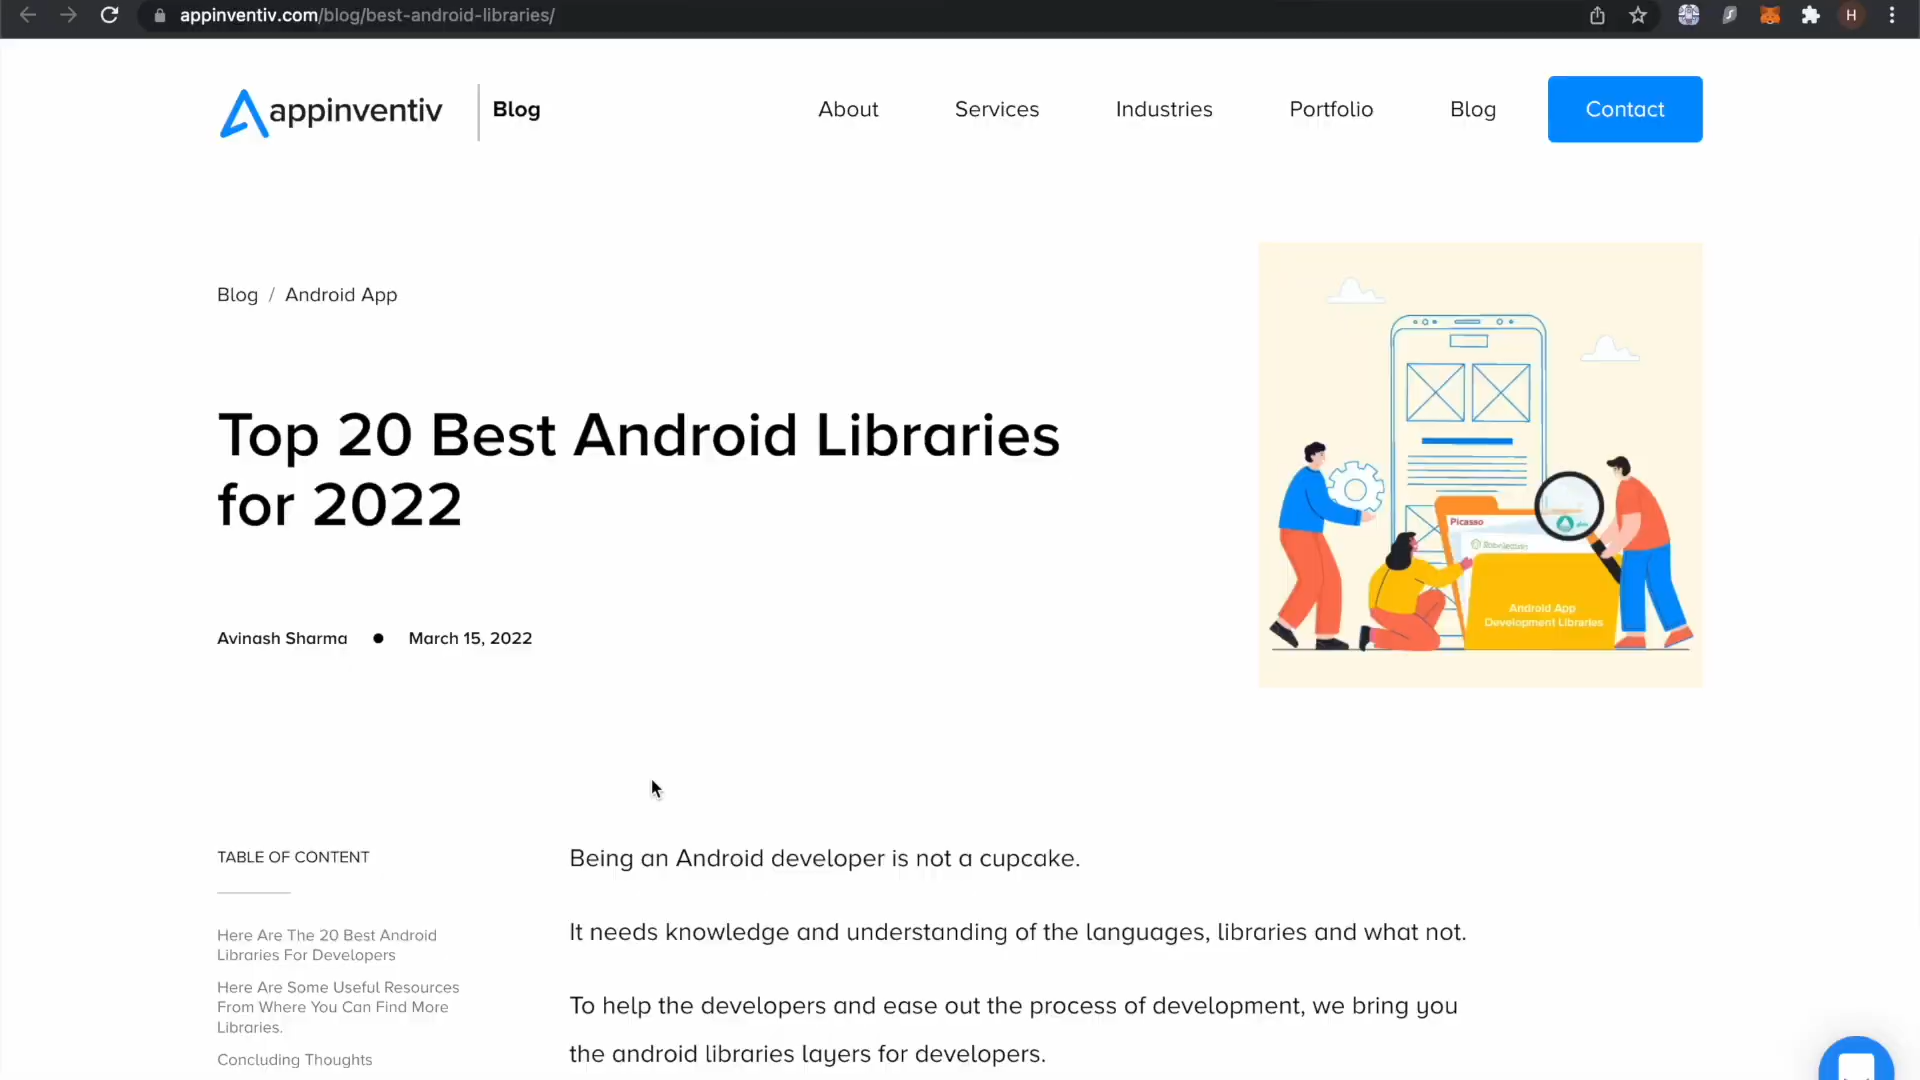 appinventiv.com/blog/best-android-libraries/
H
appinventiv
Blog
About
Services
Industries
Portfolio
Blog
Contact
Blog / Android App
Top 20 Best Android Libraries
for 2022
Avinash Sharma ● March 15, 2022
Picasso
Android App
Development Libraries
TABLE OF CONTENT
Here Are The 20 Best Android
Libraries For Developers
Here Are Some Useful Resources
From Where You Can Find More
Libraries.
Concluding Thoughts
Being an Android developer is not a cupcake.
It needs knowledge and understanding of the languages, libraries and what not.
To help the developers and ease out the process of development, we bring you
the android libraries layers for developers.